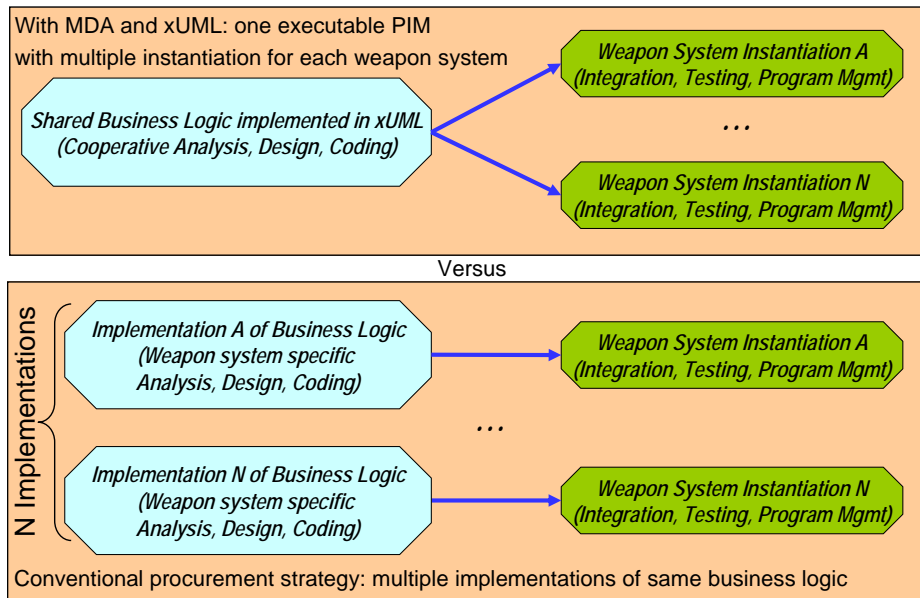 With MDA and xUML: one executable PIM
with multiple instantiation for each weapon system
Shared Business Logic implemented in xUML
(Cooperative Analysis, Design, Coding)
Weapon System Instantiation A
(Integration, Testing, Program Mgmt)
...
Weapon System Instantiation N
(Integration, Testing, Program Mgmt)
Versus
N Implementations
Implementation A of Business Logic
(Weapon system specific
Analysis, Design, Coding)
Weapon System Instantiation A
(Integration, Testing, Program Mgmt)
...
Implementation N of Business Logic
(Weapon system specific
Analysis, Design, Coding)
Weapon System Instantiation N
(Integration, Testing, Program Mgmt)
Conventional procurement strategy: multiple implementations of same business logic